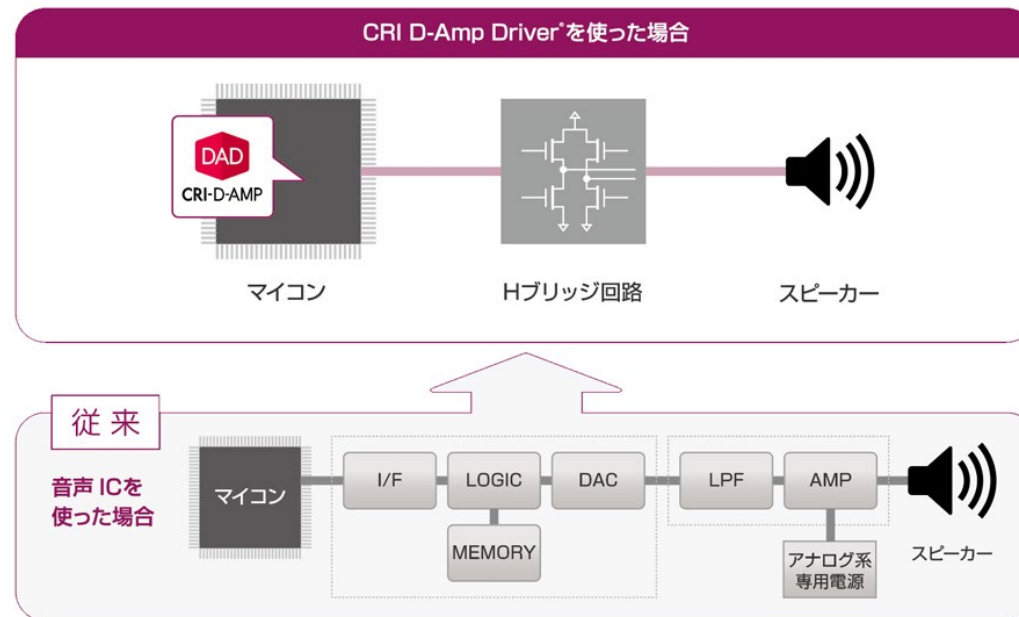 CRI D-Amp Driver®を使った場合
DAD
CRI-D-AMP
マイコン
Hブリッジ回路
スピーカー
従来
音声 ICを
使った場合
マイコン
I/F
LOGIC
DAC
LPF
AMP
MEMORY
アナログ系
専用電源
スピーカー